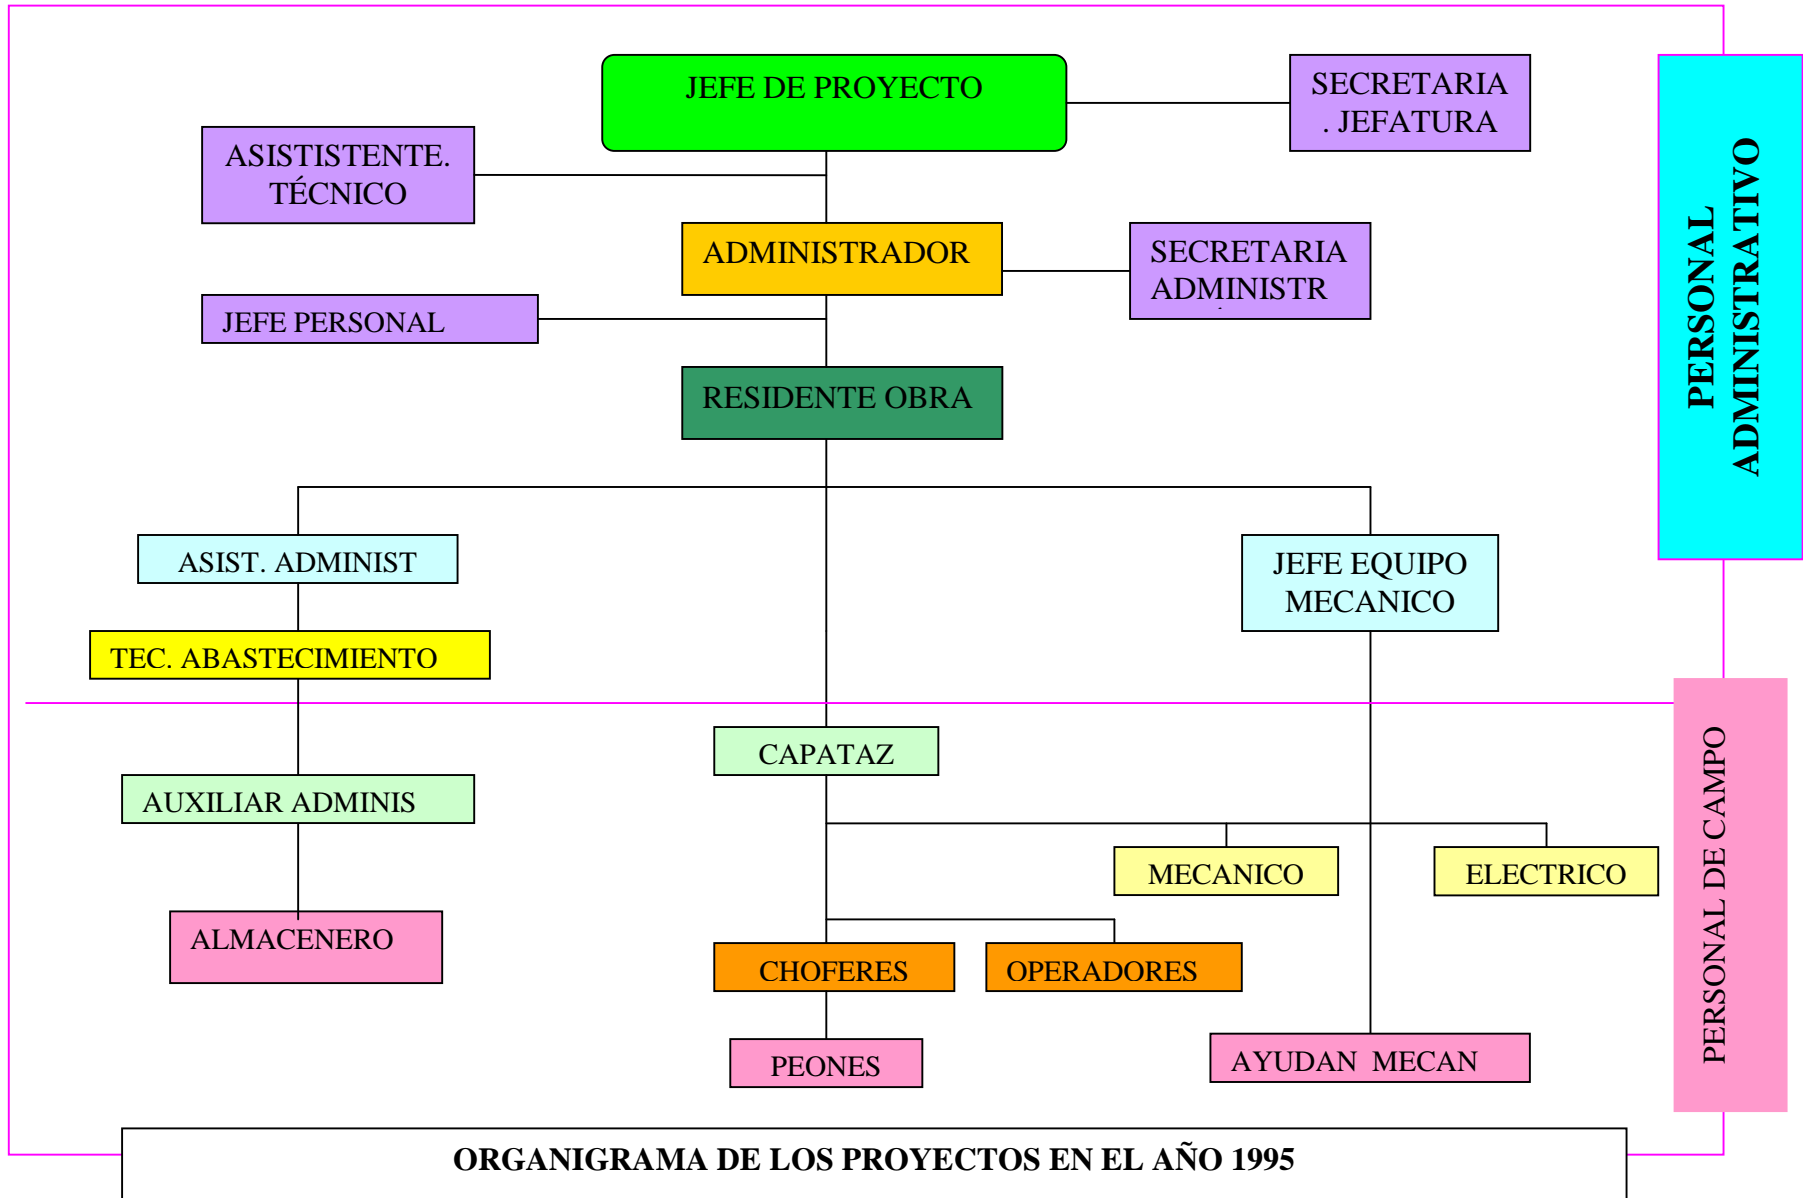 JEFE DE PROYECTO
SECRETARIA
. JEFATURA
ASISTISTENTE.
TÉCNICO
ADMINISTRADOR
SECRETARIA
ADMINISTR
JEFE PERSONAL
RESIDENTE OBRA
PERSONAL
ADMINISTRATIVO
ASIST. ADMINIST
JEFE EQUIPO
MECANICO
TEC. ABASTECIMIENTO
CAPATAZ
AUXILIAR ADMINIS
MECANICO
ELECTRICO
ALMACENERO
CHOFERES
OPERADORES
PEONES
AYUDAN  MECAN
PERSONAL DE CAMPO
ORGANIGRAMA DE LOS PROYECTOS EN EL AÑO 1995